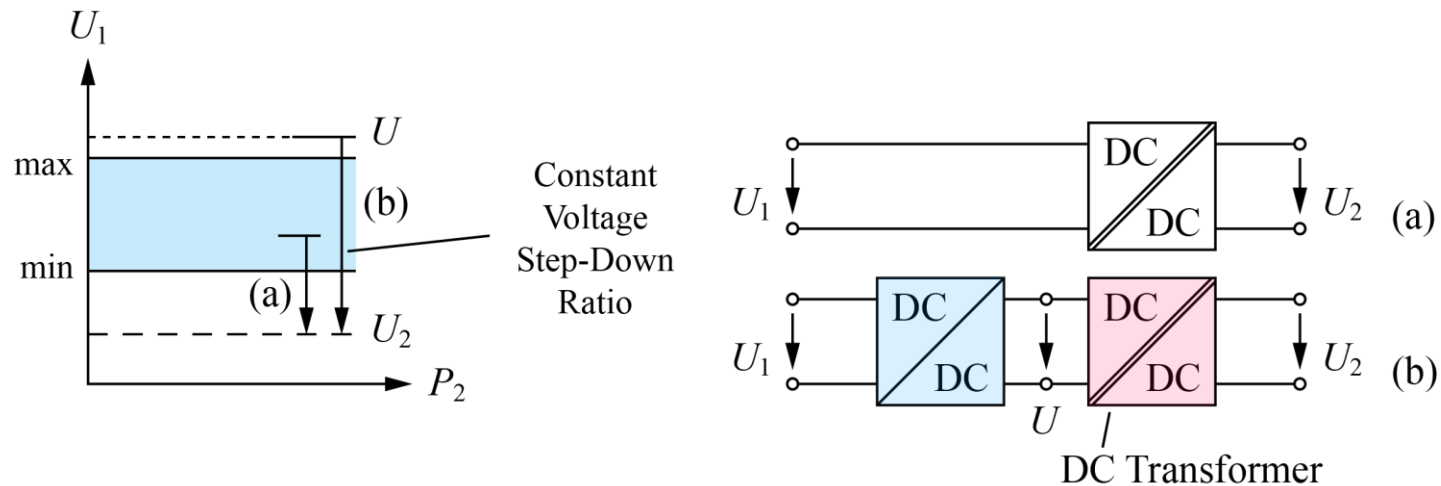 U₁
U
max
(b)
min
(a)
U₂
P₂
Constant
Voltage
Step-Down
Ratio
DC
DC
U₁
U₂
(a)
DC
DC
DC
DC
U₁
U₂
(b)
U
DC Transformer